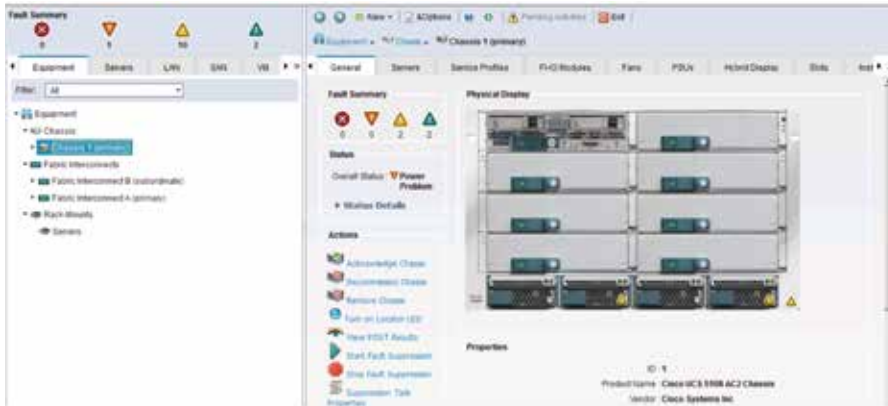 Fault Summary
0 5 10 2
Equipment Servers LAN SAN VM
Filter: All
Equipment
Chassis
Chassis 1 (primary)
Fabric Interconnects
Fabric Interconnect B (subordinate)
Fabric Interconnect A (primary)
Rack-Mounts
Servers
New Options Pending Activities Exit
Equipment Chassis Chassis 1 (primary)
General Servers Service Profiles Fans PSUs Hybrid Display Slots
Fault Summary
0 5 2 2
Status
Overall Status: Power Problem
Status Details
Actions
Acknowledge Chassis
Decommission Chassis
Remove Chassis
Turn on Locator LED
View POST Results
Start Fault Suppression
Stop Fault Suppression
Suppression Task
Properties
Physical Display
Properties
ID: 1
Product Name: Cisco UCS 5108 AC2 Chassis
Vendor: Cisco Systems Inc